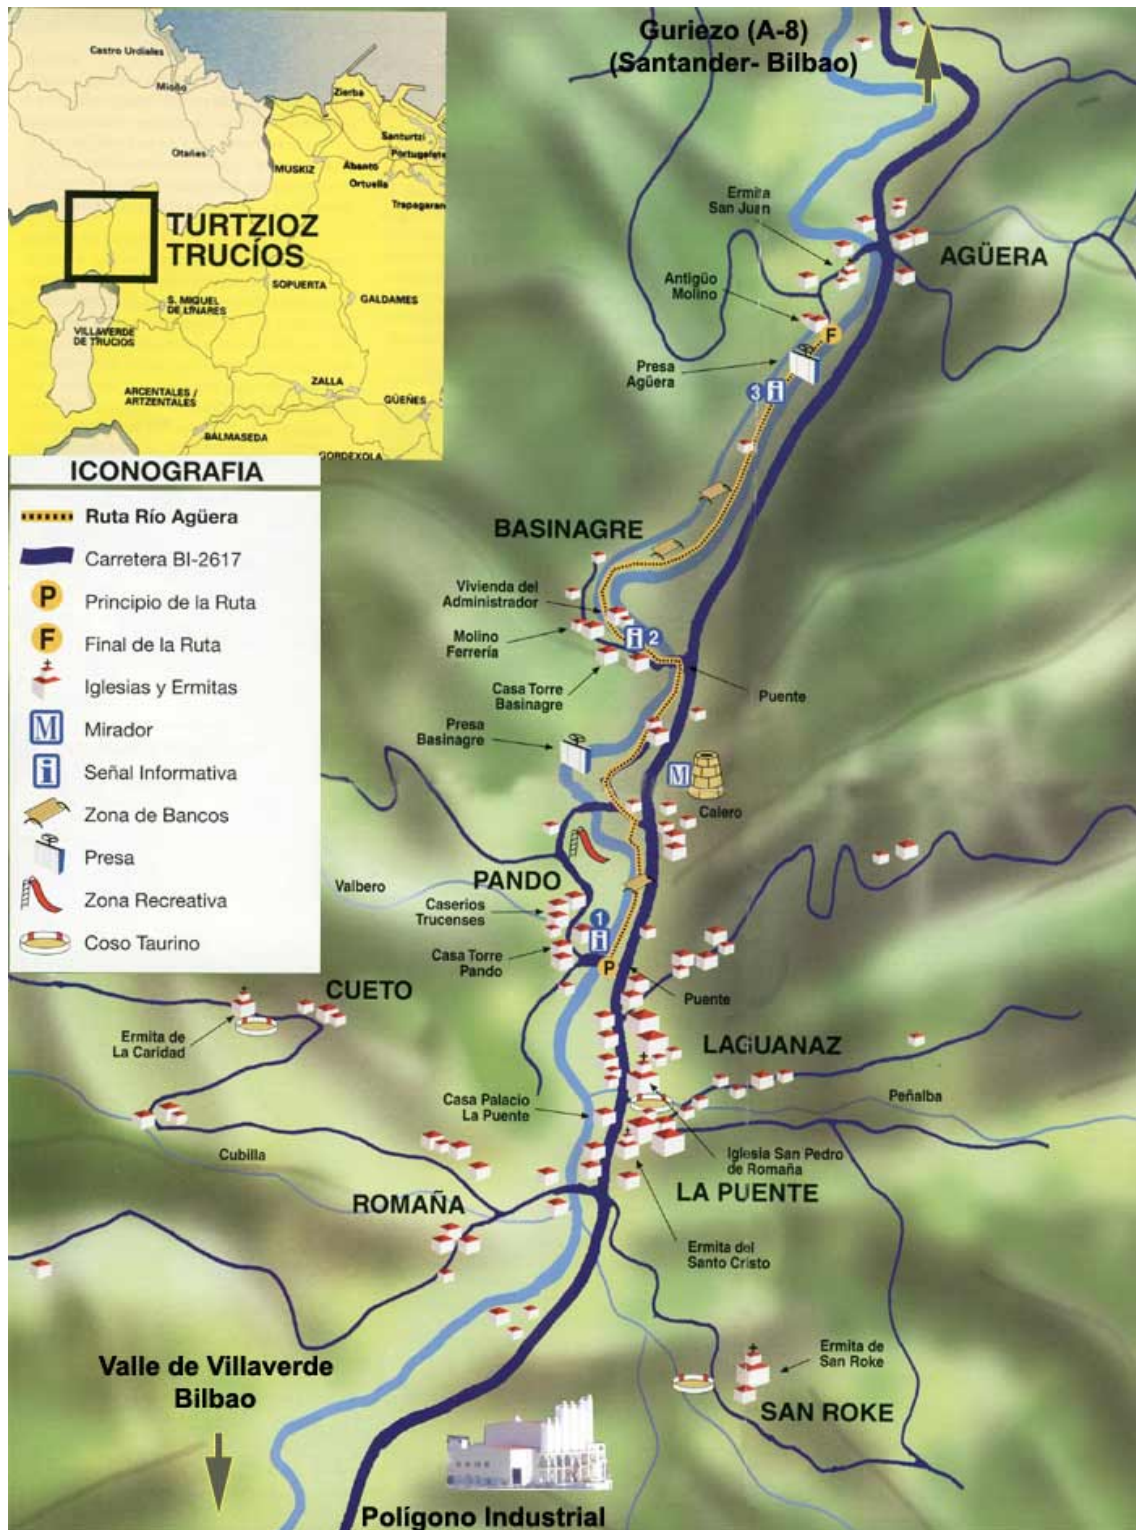 Guriezo (A-8)
(Santander- Bilbao)
Castro Urdiales
Mioño
Otañes
Zierba
Santurtzi
Portugalete
MUSKIZ
Abanto
Ortuella
Trapagaran
TURTZIOZ
TRUCÍOS
SOPUERTA
GALDAMES
S. MIQUEL
DE LINARES
VILLAVERDE
DE TRUCIOS
ARCENTALES /
ARTZENTALES
ZALLA
GÜEÑES
BALMASEDA
GORDEXOLA
ICONOGRAFIA
Ruta Río Agüera
Carretera BI-2617
P Principio de la Ruta
F Final de la Ruta
Iglesias y Ermitas
M Mirador
i Señal Informativa
Zona de Bancos
Presa
Zona Recreativa
Coso Taurino
Ermita
San Juan
AGÜERA
Antigüo
Molino
F
Presa
Agüera
3 i
BASINAGRE
Vivienda del
Administrador
Molino
Ferrería
i 2
Casa Torre
Basinagre
Puente
Presa
Basinagre
M
Calero
Valbero
PANDO
Caserios
Trucenses
1
i
Casa Torre
Pando
P
Puente
CUETO
Ermita de
La Caridad
LAGUANAZ
Casa Palacio
La Puente
Peñalba
Cubilla
Iglesia San Pedro
de Romaña
ROMAÑA
LA PUENTE
Ermita del
Santo Cristo
Valle de Villaverde
Bilbao
Ermita de
San Roke
SAN ROKE
Polígono Industrial